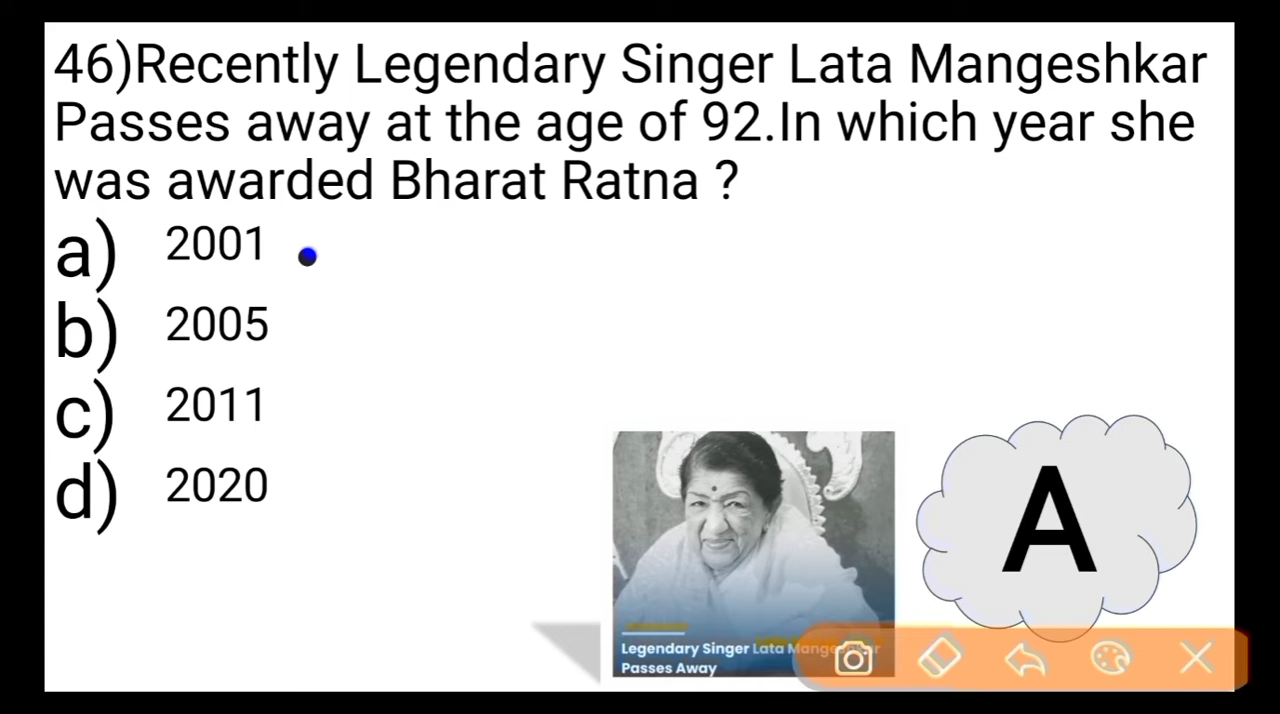 46)Recently Legendary Singer Lata Mangeshkar
Passes away at the age of 92.In which year she
was awarded Bharat Ratna ?
a) 2001
b) 2005
c) 2011
d) 2020
A
Legendary Singer Lata Mangeshkar
Passes Away